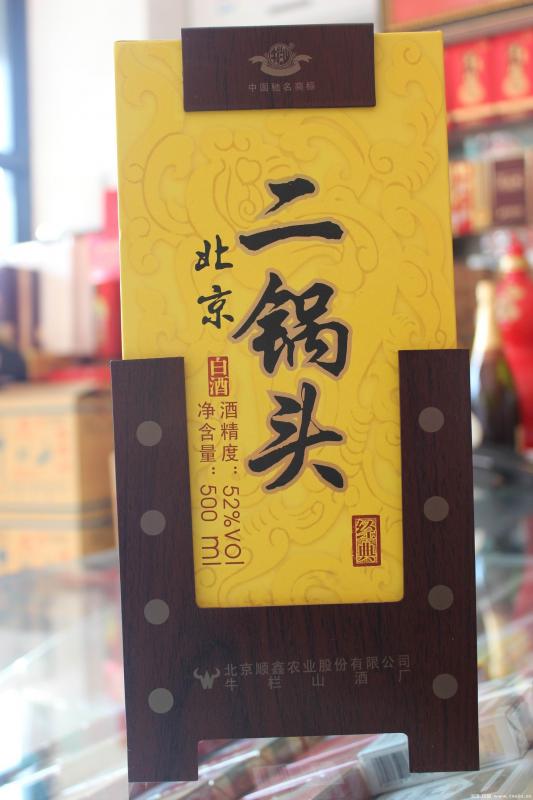 中国驰名商标
北京
二锅头
白酒
酒精度：52%vol
净含量：500 ml
经典
北京顺鑫农业股份有限公司
牛栏山酒厂